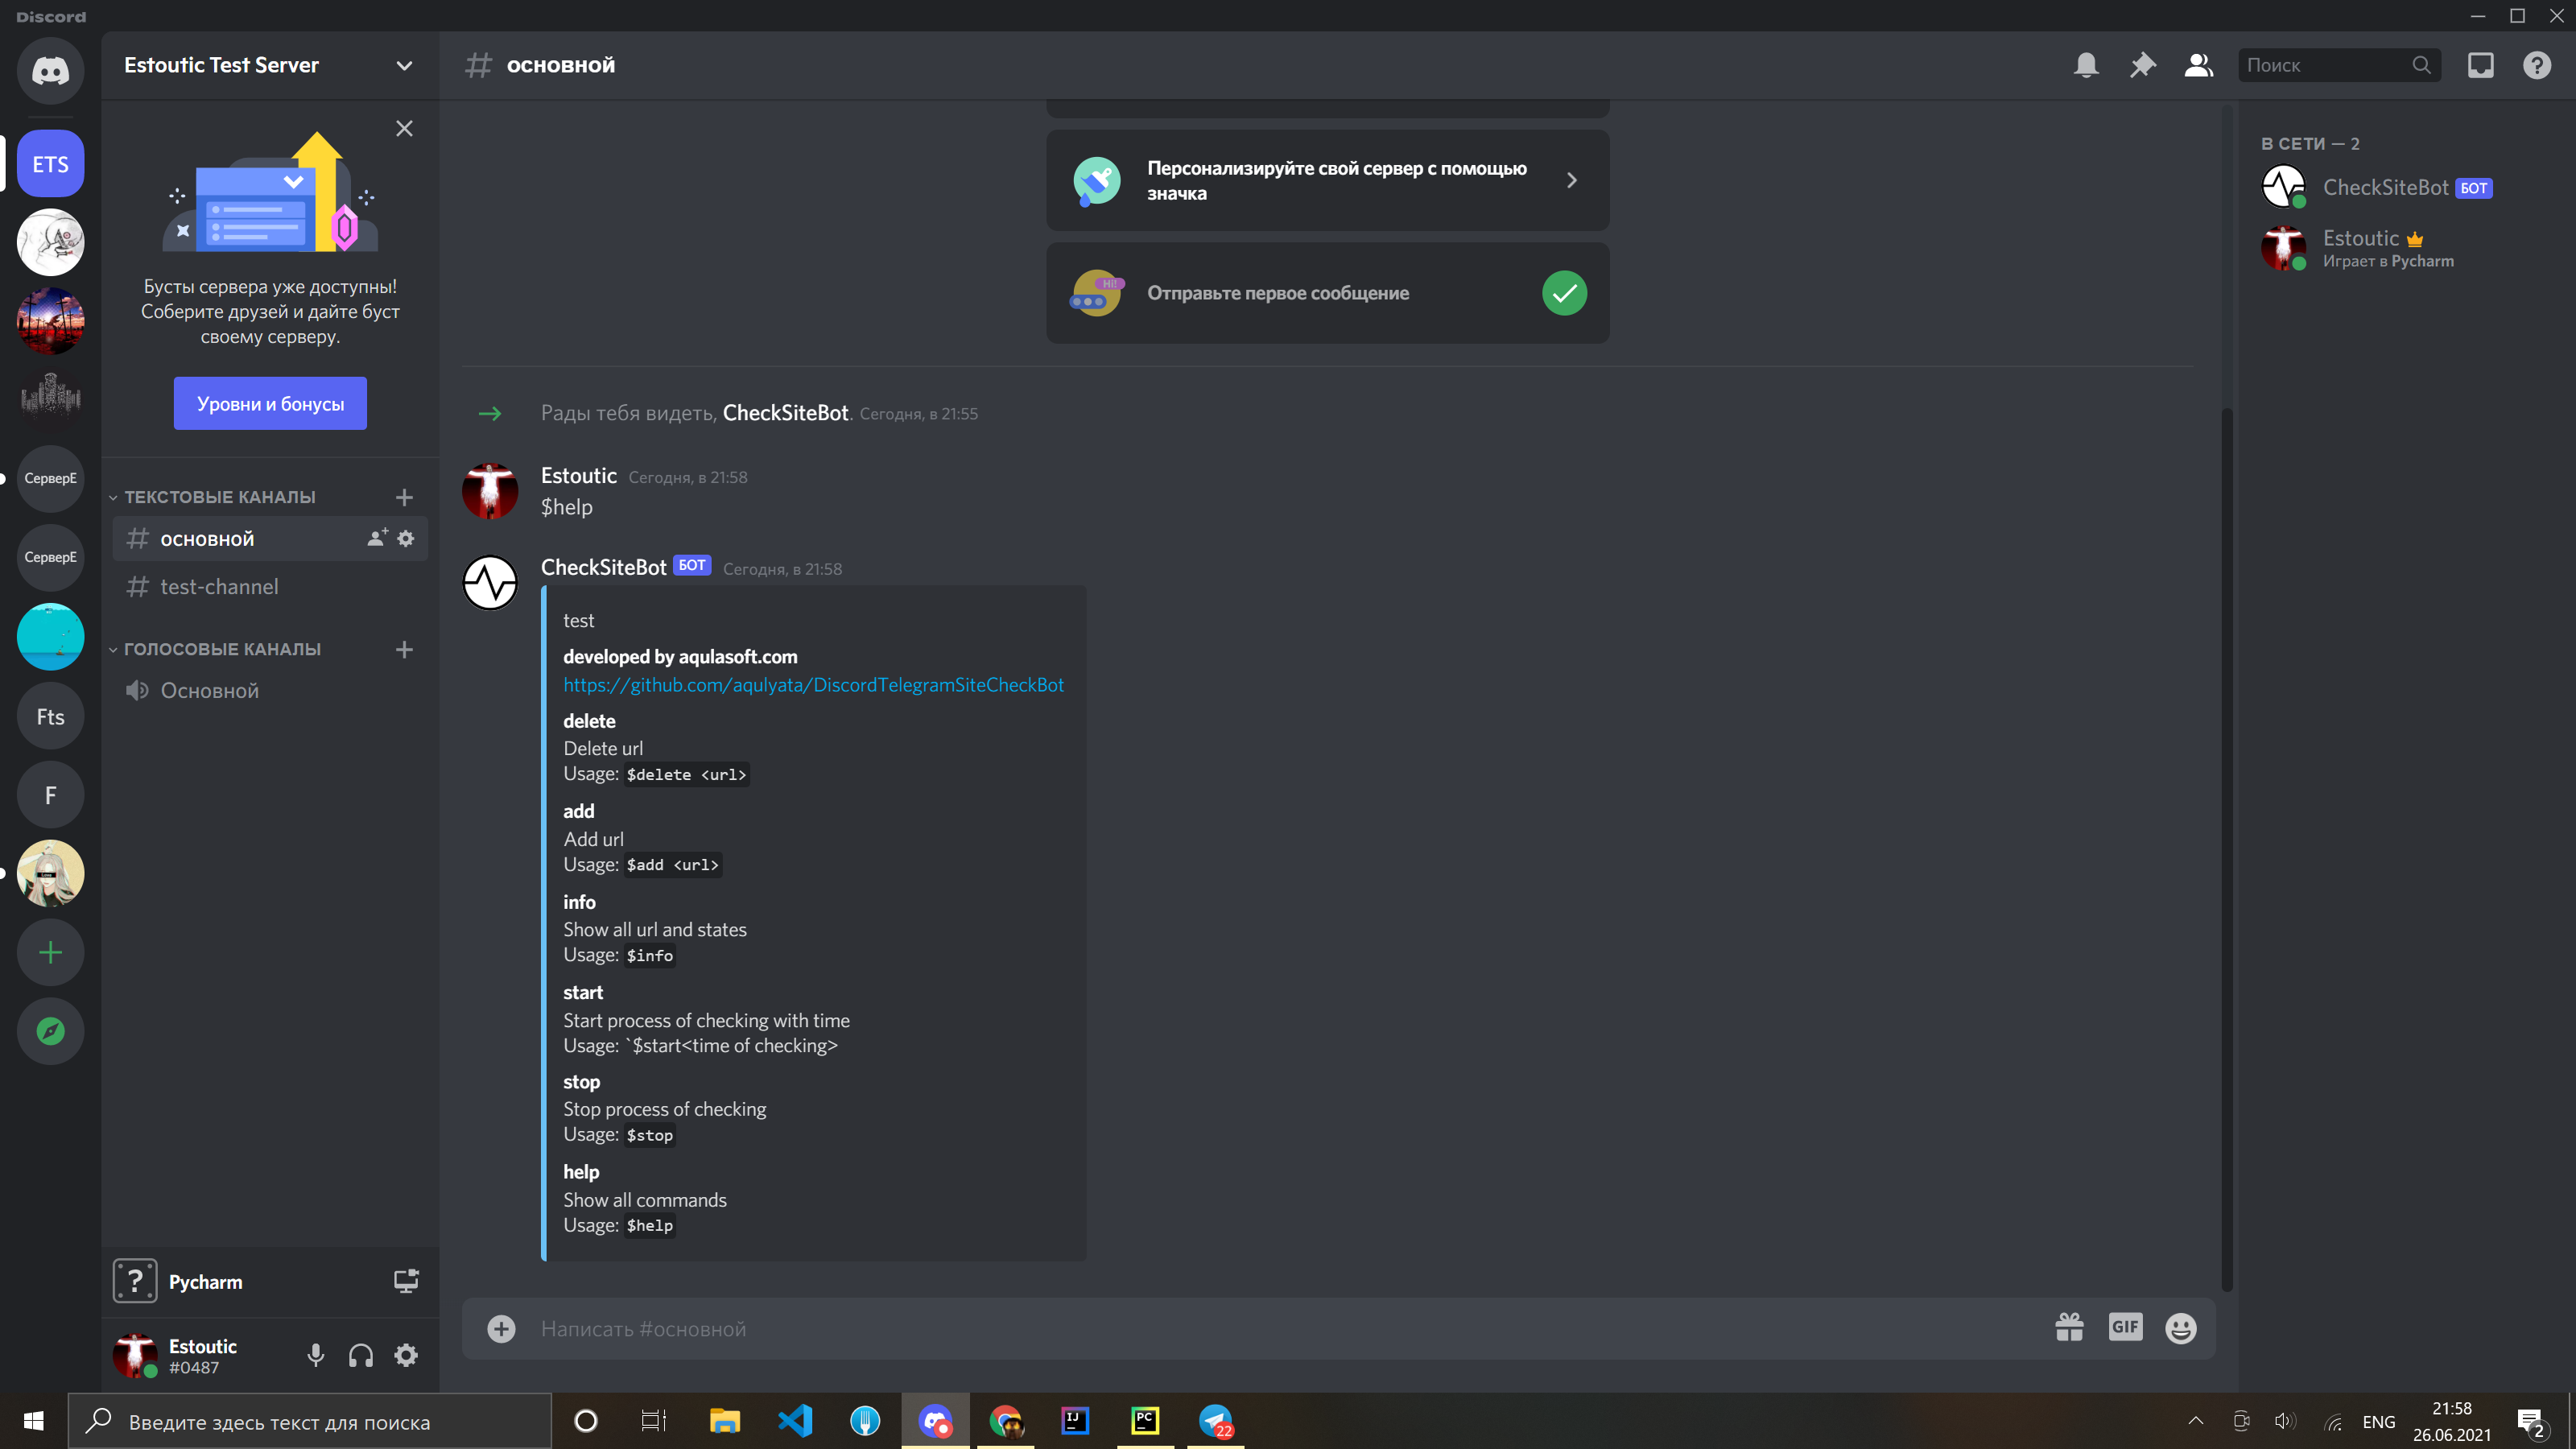 Discord
Estoutic Test Server
основной
Поиск
ETS
СерверЕ
СерверЕ
Fts
F
Бусты сервера уже доступны!
Соберите друзей и дайте буст
своему серверу.
Уровни и бонусы
ТЕКСТОВЫЕ КАНАЛЫ
основной
test-channel
ГОЛОСОВЫЕ КАНАЛЫ
Основной
Pycharm
Estoutic
#0487
Персонализируйте свой сервер с помощью
значка
Hi!
Отправьте первое сообщение
Рады тебя видеть, CheckSiteBot. Сегодня, в 21:55
Estoutic Сегодня, в 21:58
$help
CheckSiteBot БОТ Сегодня, в 21:58
test
developed by aqulasoft.com
https://github.com/aqulyata/DiscordTelegramSiteCheckBot
delete
Delete url
Usage: $delete <url>
add
Add url
Usage: $add <url>
info
Show all url and states
Usage: $info
start
Start process of checking with time
Usage: `$start<time of checking>
stop
Stop process of checking
Usage: $stop
help
Show all commands
Usage: $help
Написать #основной
GIF
В СЕТИ — 2
CheckSiteBot БОТ
Estoutic
Играет в Pycharm
Введите здесь текст для поиска
IJ
PC
22
ENG
21:58
26.06.2021
2